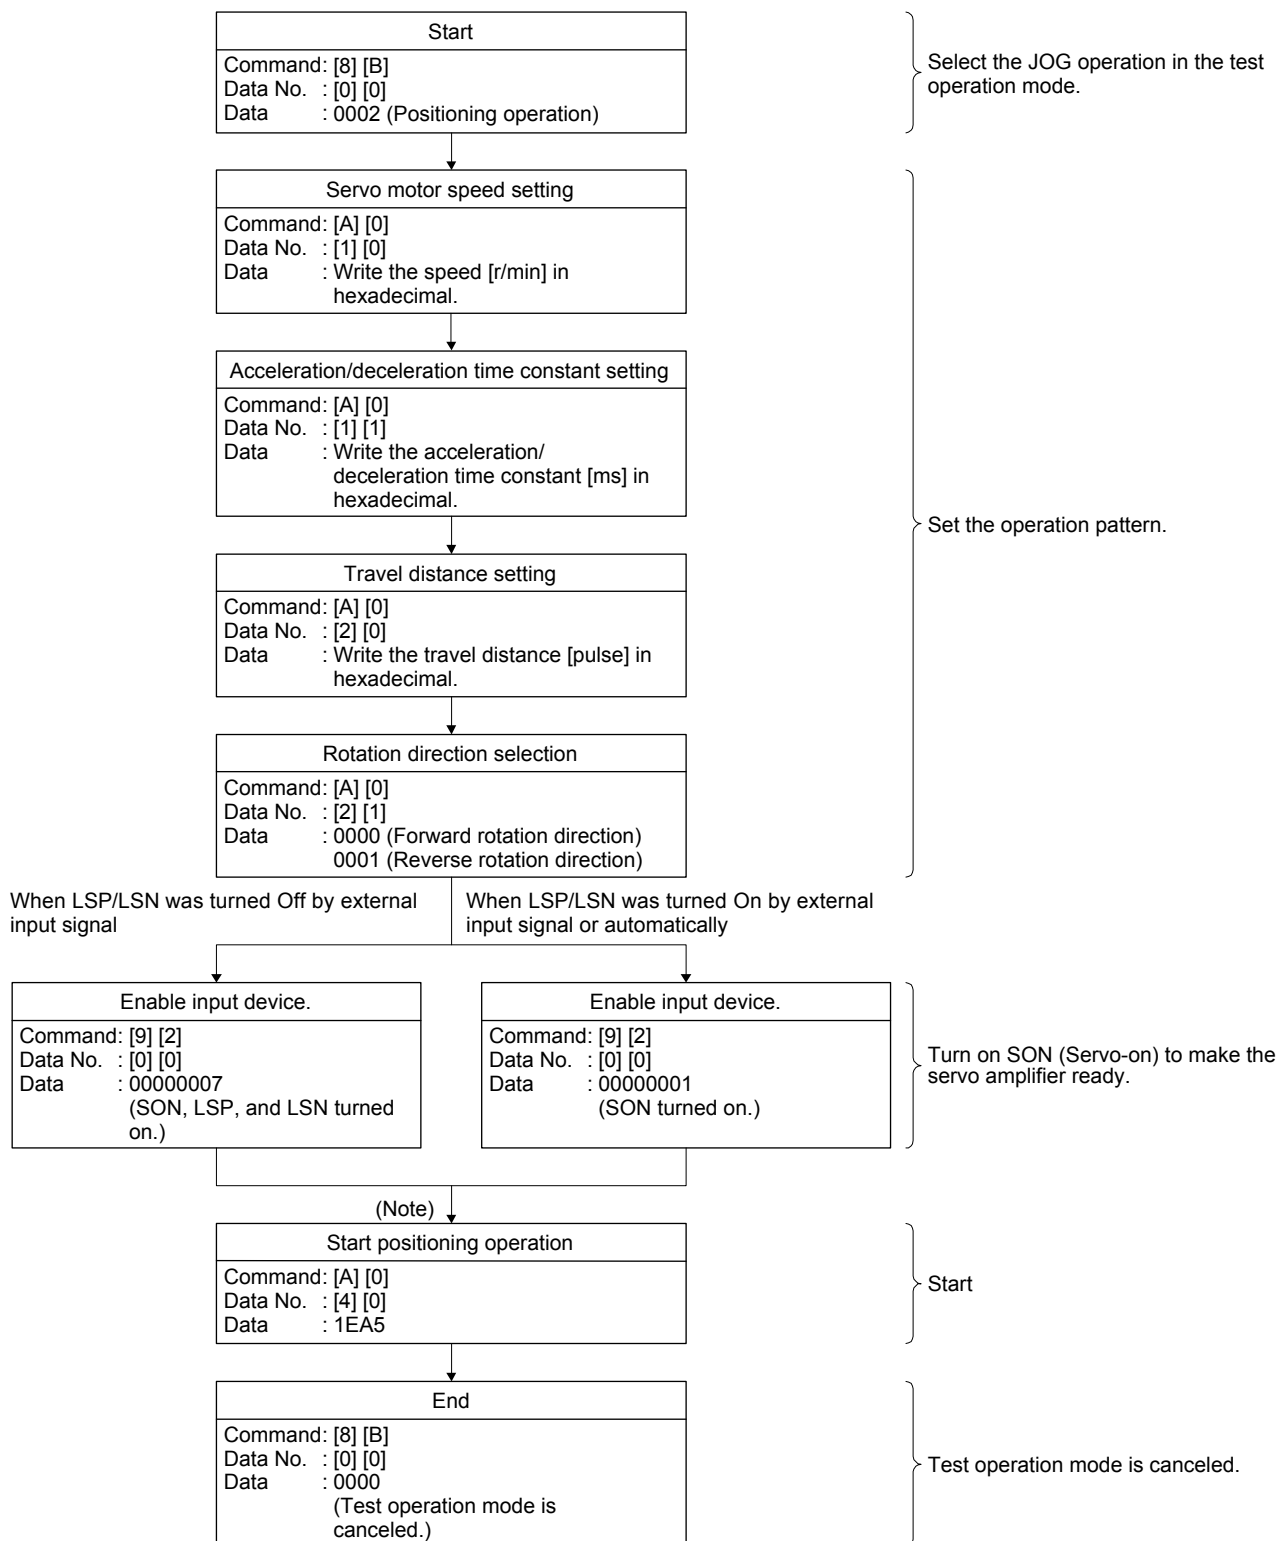 Start
Command: [8] [B]
Data No. : [0] [0]
Data : 0002 (Positioning operation)
Select the JOG operation in the test
operation mode.
Servo motor speed setting
Command: [A] [0]
Data No. : [1] [0]
Data : Write the speed [r/min] in
hexadecimal.
Acceleration/deceleration time constant setting
Command: [A] [0]
Data No. : [1] [1]
Data : Write the acceleration/
deceleration time constant [ms] in
hexadecimal.
Set the operation pattern.
Travel distance setting
Command: [A] [0]
Data No. : [2] [0]
Data : Write the travel distance [pulse] in
hexadecimal.
Rotation direction selection
Command: [A] [0]
Data No. : [2] [1]
Data : 0000 (Forward rotation direction)
0001 (Reverse rotation direction)
When LSP/LSN was turned Off by external
input signal
When LSP/LSN was turned On by external
input signal or automatically
Enable input device.
Command: [9] [2]
Data No. : [0] [0]
Data : 00000007
(SON, LSP, and LSN turned
on.)
Enable input device.
Command: [9] [2]
Data No. : [0] [0]
Data : 00000001
(SON turned on.)
Turn on SON (Servo-on) to make the
servo amplifier ready.
(Note)
Start positioning operation
Command: [A] [0]
Data No. : [4] [0]
Data : 1EA5
Start
End
Command: [8] [B]
Data No. : [0] [0]
Data : 0000
(Test operation mode is
canceled.)
Test operation mode is canceled.